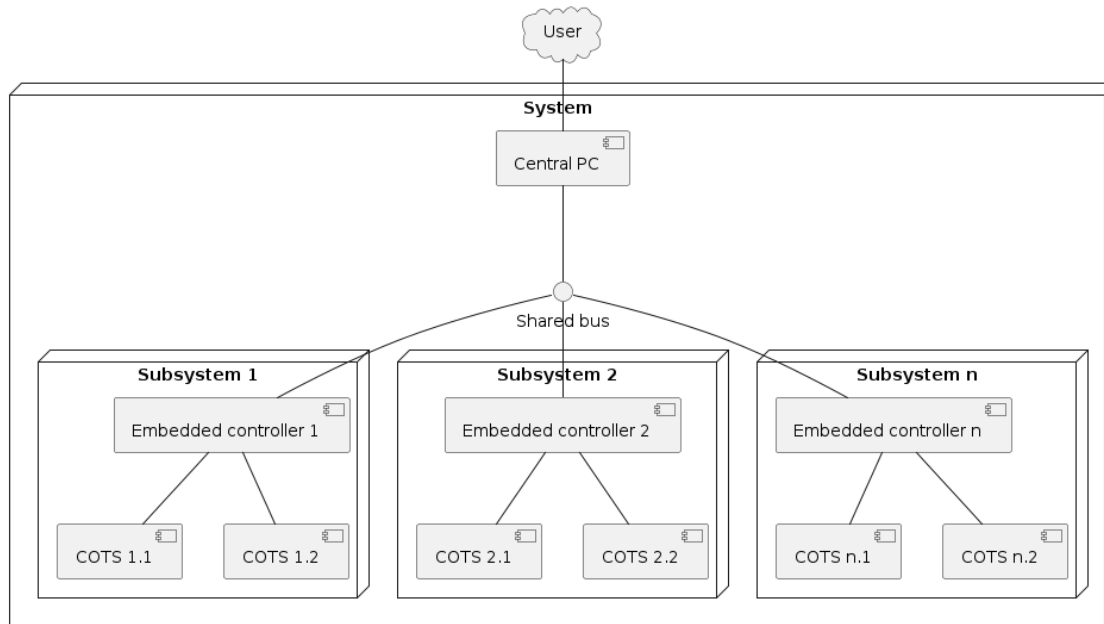 User
System
Central PC
Shared bus
Subsystem 1
Subsystem 2
Subsystem n
Embedded controller 1
Embedded controller 2
Embedded controller n
COTS 1.1
COTS 1.2
COTS 2.1
COTS 2.2
COTS n.1
COTS n.2